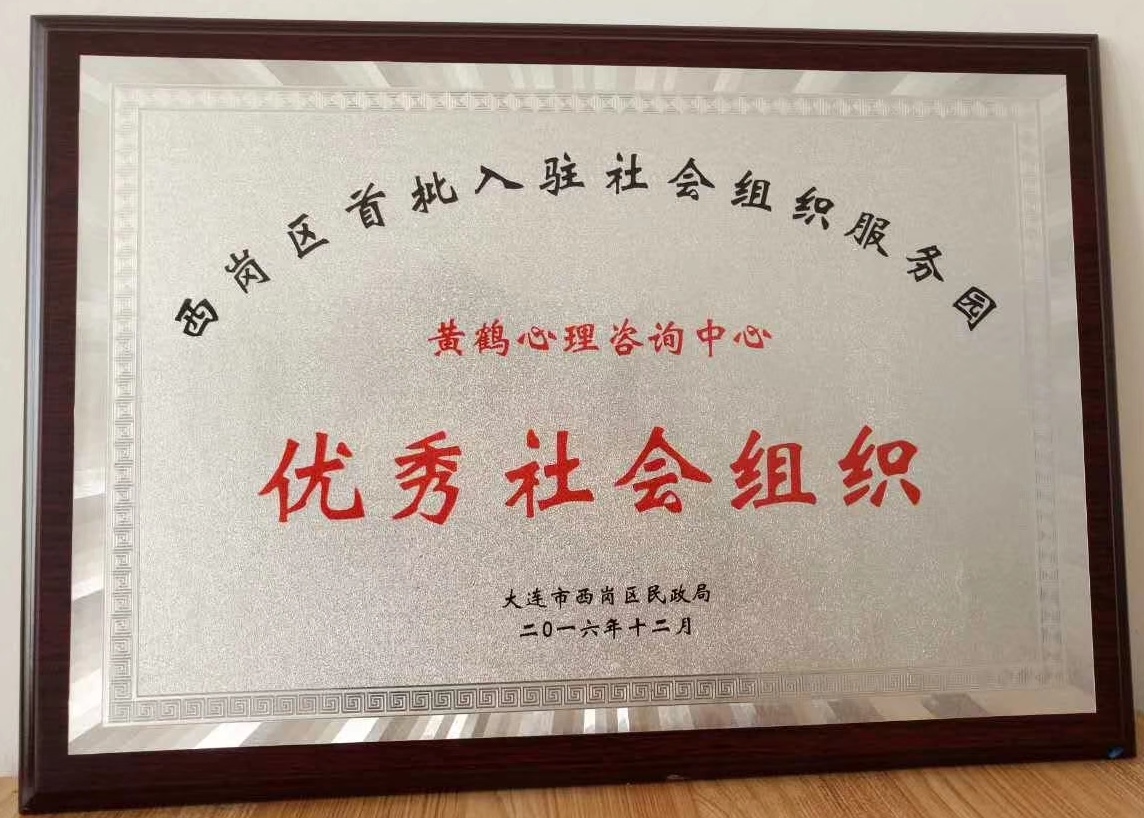 西岗区首批入驻社会组织服务园
黄鹤心理咨询中心
优秀社会组织
大连市西岗区民政局
二0一六年十二月